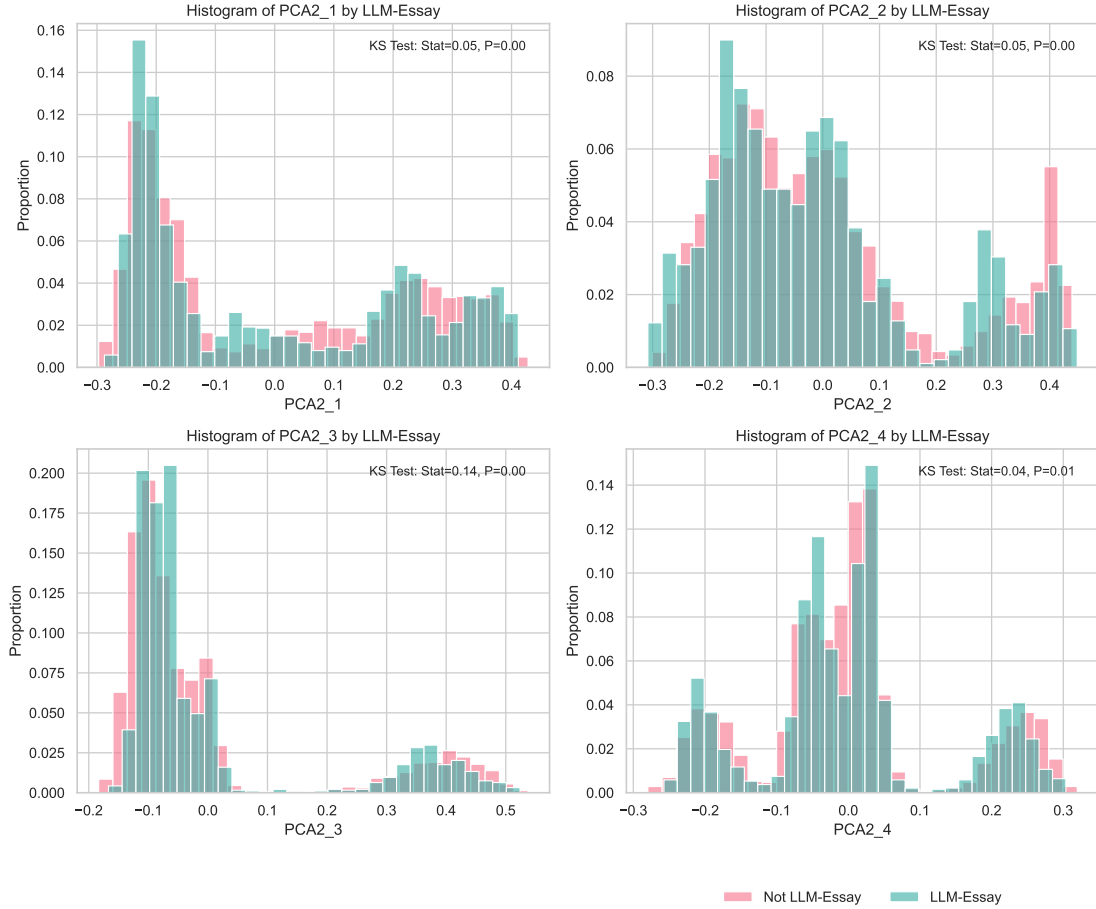 Histogram of PCA2_1 by LLM-Essay
KS Test: Stat=0.05, P=0.00
Proportion
0.16
0.14
0.12
0.10
0.08
0.06
0.04
0.02
0.00
−0.3 −0.2 −0.1 0.0 0.1 0.2 0.3 0.4
PCA2_1
Histogram of PCA2_2 by LLM-Essay
KS Test: Stat=0.05, P=0.00
Proportion
0.08
0.06
0.04
0.02
0.00
−0.3 −0.2 −0.1 0.0 0.1 0.2 0.3 0.4
PCA2_2
Histogram of PCA2_3 by LLM-Essay
KS Test: Stat=0.14, P=0.00
Proportion
0.200
0.175
0.150
0.125
0.100
0.075
0.050
0.025
0.000
−0.2 −0.1 0.0 0.1 0.2 0.3 0.4 0.5
PCA2_3
Histogram of PCA2_4 by LLM-Essay
KS Test: Stat=0.04, P=0.01
Proportion
0.14
0.12
0.10
0.08
0.06
0.04
0.02
0.00
−0.3 −0.2 −0.1 0.0 0.1 0.2 0.3
PCA2_4
Not LLM-Essay LLM-Essay